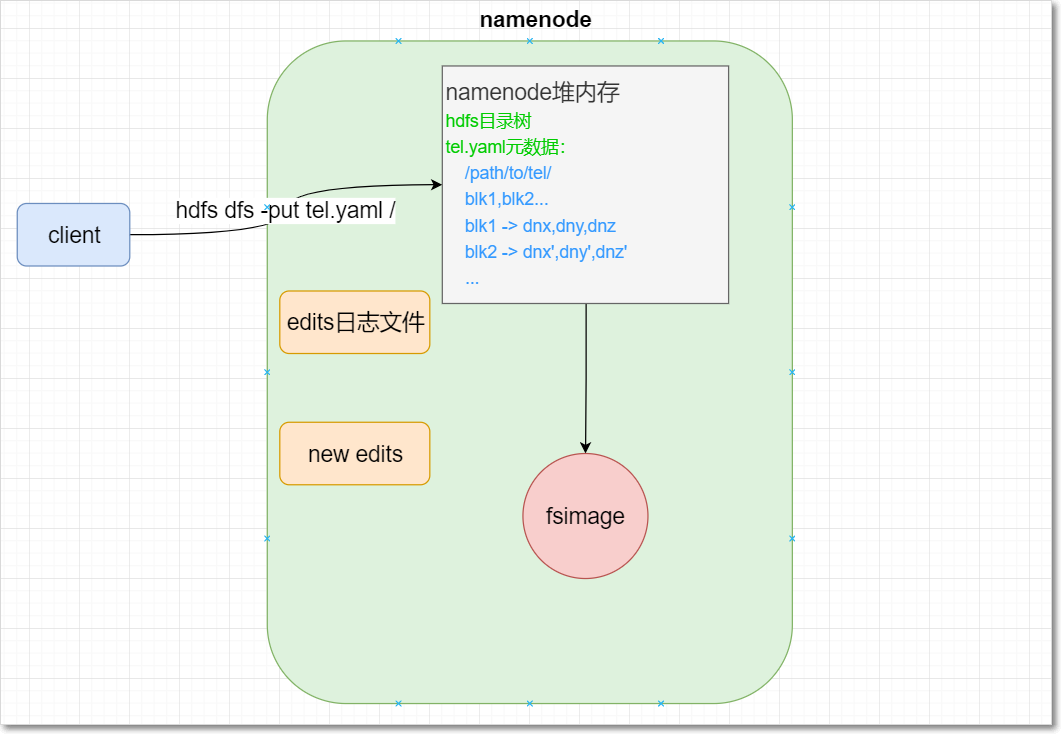 namenode
namenode堆内存
hdfs目录树
tel.yaml元数据：
/path/to/tel/
blk1,blk2...
blk1 -> dnx,dny,dnz
blk2 -> dnx',dny',dnz'
...
hdfs dfs -put tel.yaml /
client
edits日志文件
new edits
fsimage